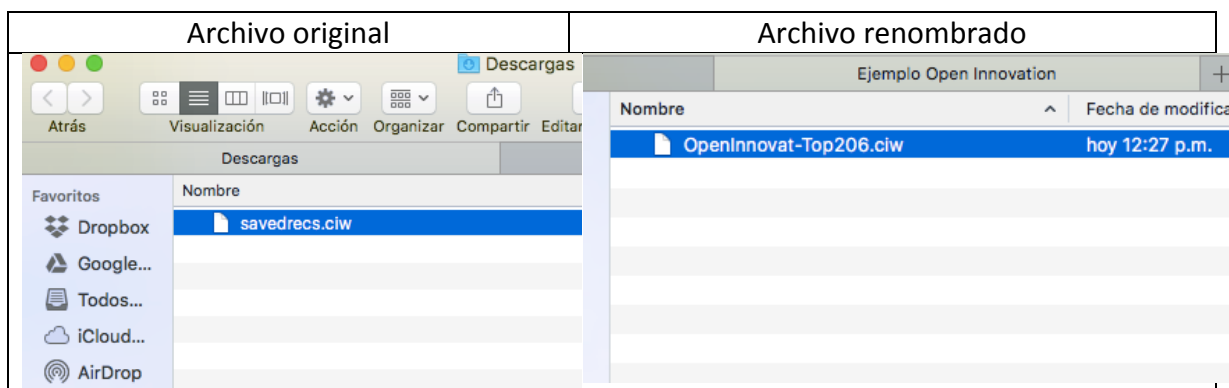 Archivo original
Archivo renombrado
Descargas
Atrás Visualización Acción Organizar Compartir Editar
Descargas
Favoritos
Dropbox
Google...
Todos...
iCloud...
AirDrop
Nombre
savedrecs.ciw
Ejemplo Open Innovation +
Nombre Fecha de modifica
OpenInnovat-Top206.ciw hoy 12:27 p.m.